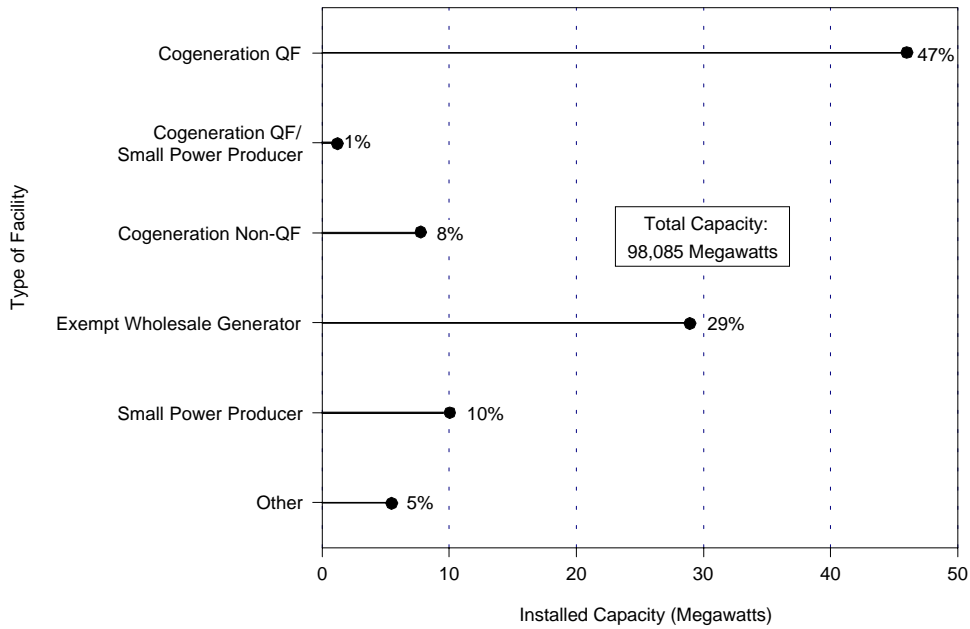 Cogeneration QF
47%
Cogeneration QF/
Small Power Producer
1%
Cogeneration Non-QF
8%
Total Capacity:
98,085 Megawatts
Exempt Wholesale Generator
29%
Small Power Producer
10%
Other
5%
Type of Facility
0 10 20 30 40 50
Installed Capacity (Megawatts)